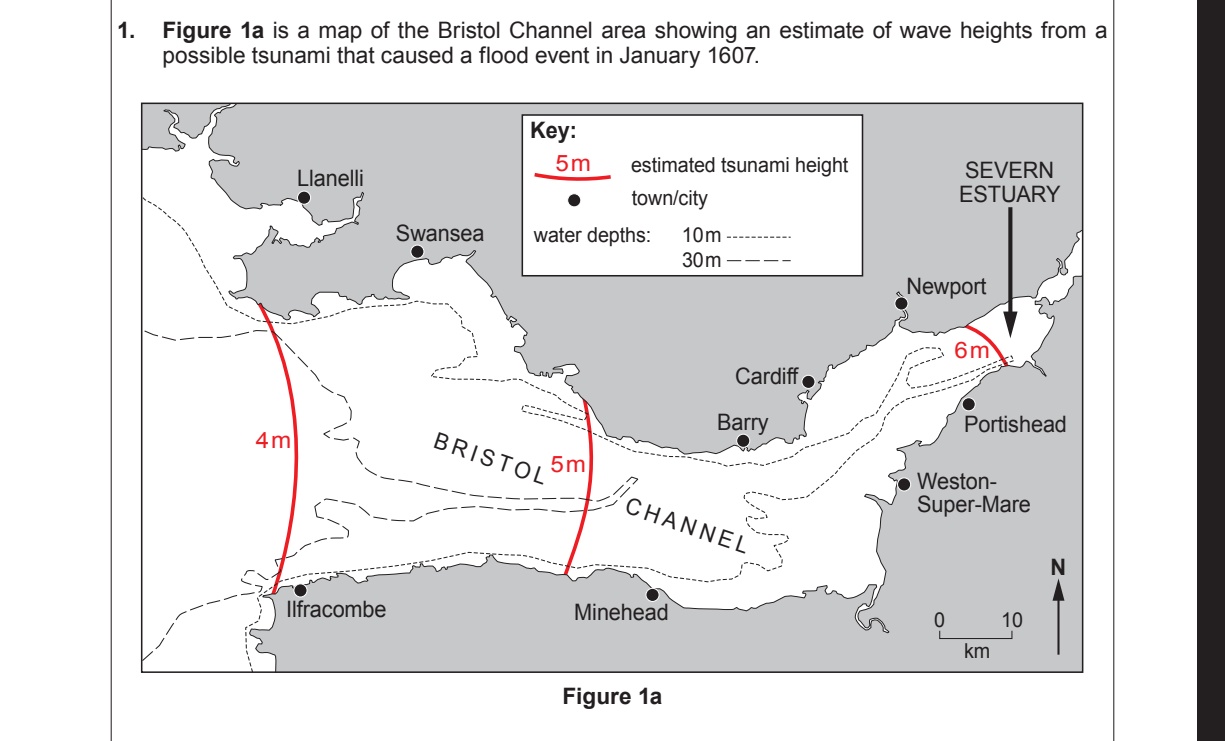 1. Figure 1a is a map of the Bristol Channel area showing an estimate of wave heights from a
possible tsunami that caused a flood event in January 1607.
Key:
5m estimated tsunami height
town/city
water depths: 10m
30m
SEVERN
ESTUARY
Llanelli
Swansea
Newport
6m
Cardiff
Portishead
Barry
4m
BRISTOL
5m
Weston-
Super-Mare
CHANNEL
N
Ilfracombe
Minehead
0 10
km
Figure 1a